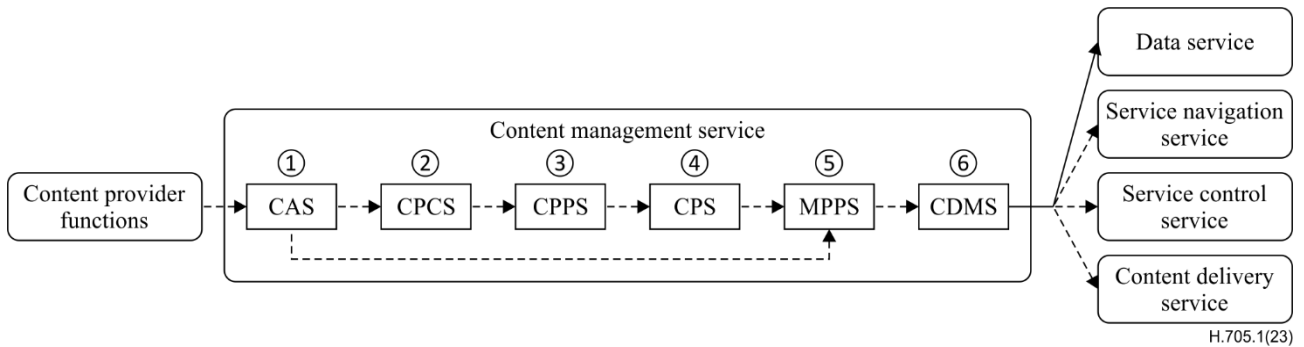 Data service
Service navigation
service
Content management service
① ② ③ ④ ⑤ ⑥
Content provider
functions
CAS CPCS CPPS CPS MPPS CDMS
Service control
service
Content delivery
service
H.705.1(23)